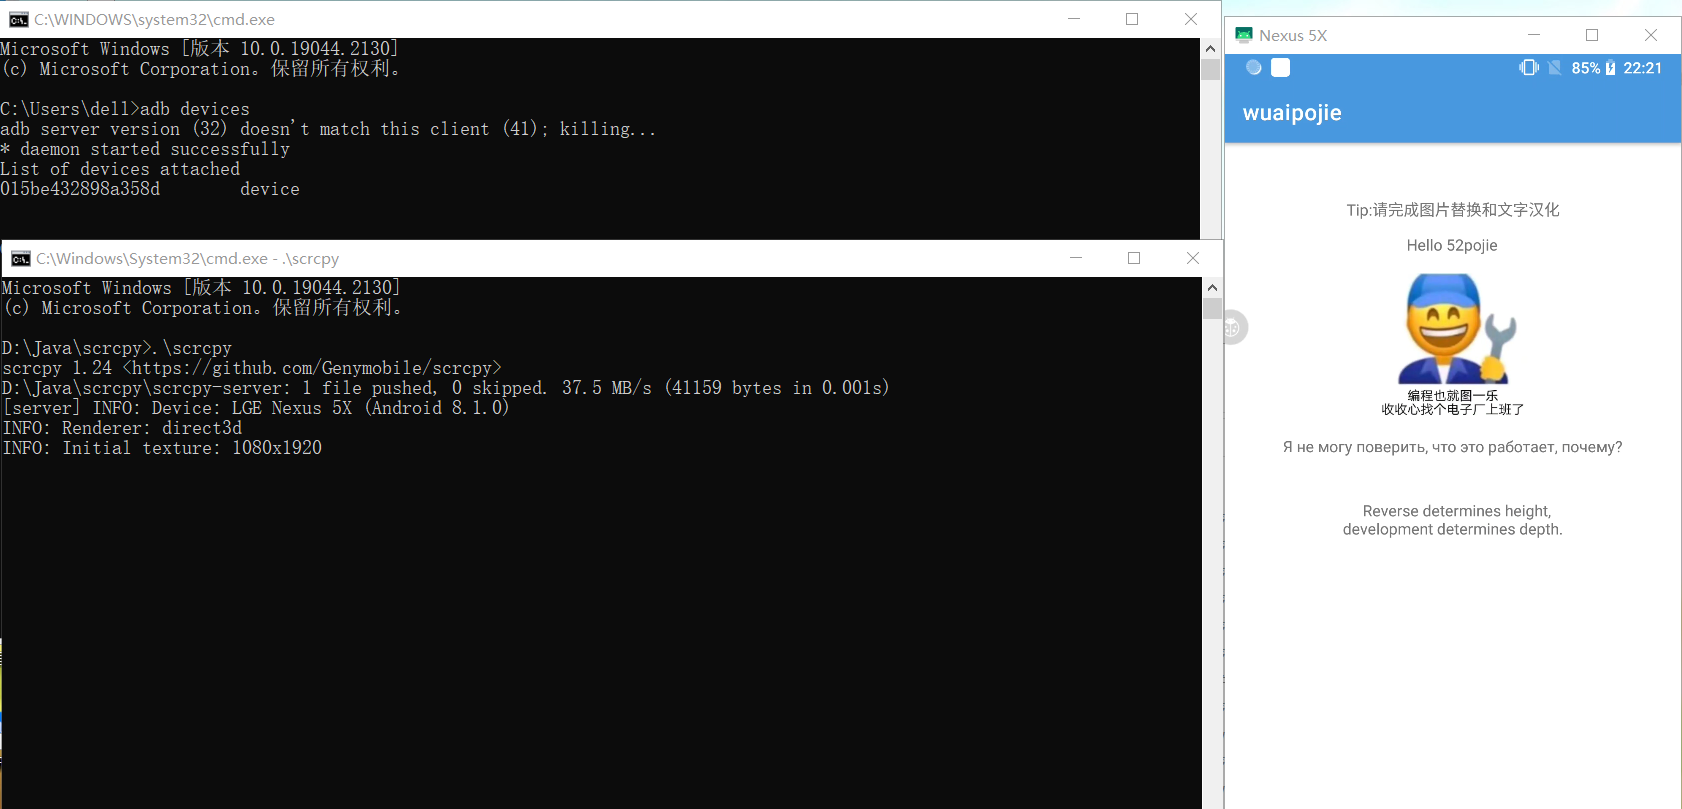 C:\WINDOWS\system32\cmd.exe
Microsoft Windows [版本 10.0.19044.2130]
(c) Microsoft Corporation。保留所有权利。
C:\Users\dell>adb devices
adb server version (32) doesn't match this client (41); killing...
* daemon started successfully
List of devices attached
015be432898a358d        device
C:\Windows\System32\cmd.exe - .\scrcpy
Microsoft Windows [版本 10.0.19044.2130]
(c) Microsoft Corporation。保留所有权利。
D:\Java\scrcpy>.\scrcpy
scrcpy 1.24 <https://github.com/Genymobile/scrcpy>
D:\Java\scrcpy\scrcpy-server: 1 file pushed, 0 skipped. 37.5 MB/s (41159 bytes in 0.001s)
[server] INFO: Device: LGE Nexus 5X (Android 8.1.0)
INFO: Renderer: direct3d
INFO: Initial texture: 1080x1920
Nexus 5X
85% 22:21
wuaipojie
Tip:请完成图片替换和文字汉化
Hello 52pojie
编程也就图一乐
收收心找个电子厂上班了
Я не могу поверить, что это работает, почему?
Reverse determines height,
development determines depth.